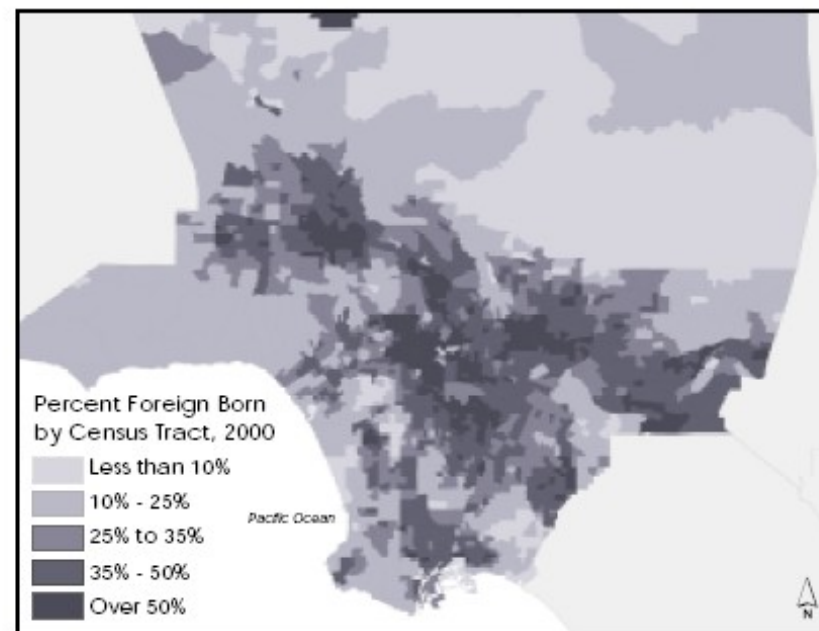 Percent Foreign Born
by Census Tract, 2000
Less than 10%
10% - 25%
25% to 35%
35% - 50%
Over 50%
Pacific Ocean
N